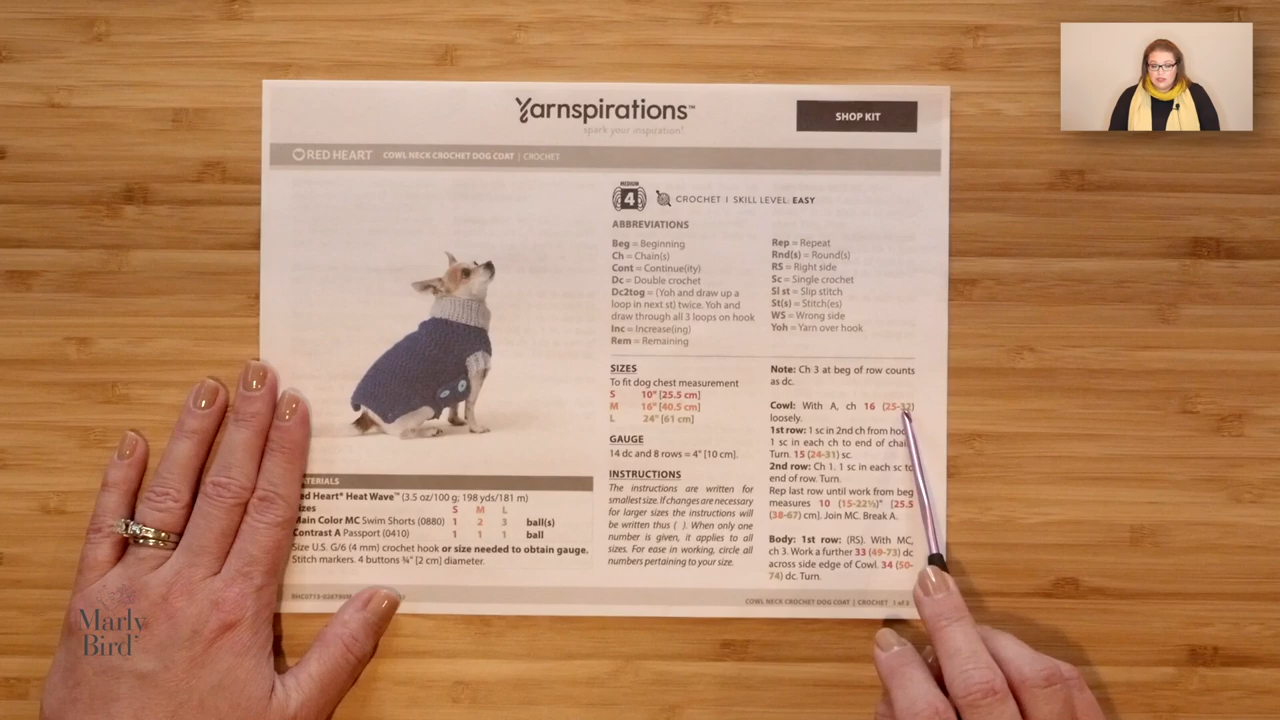 Yarnspirations™
spark your inspiration!
SHOP KIT
RED HEART COWL NECK CROCHET DOG COAT | CROCHET
MEDIUM
4
CROCHET I SKILL LEVEL: EASY
ABBREVIATIONS
Beg = Beginning
Ch = Chain(s)
Cont = Continue(ity)
Dc = Double crochet
Dc2tog = (Yoh and draw up a
loop in next st) twice. Yoh and
draw through all 3 loops on hook
Inc = Increase(ing)
Rem = Remaining
Rep = Repeat
Rnd(s) = Round(s)
RS = Right side
Sc = Single crochet
Sl st = Slip stitch
St(s) = Stitch(es)
WS = Wrong side
Yoh = Yarn over hook
SIZES
To fit dog chest measurement
S 10" [25.5 cm]
M 16" [40.5 cm]
L 24" [61 cm]
GAUGE
14 dc and 8 rows = 4" [10 cm].
INSTRUCTIONS
The instructions are written for
smallest size. If changes are necessary
for larger sizes the instructions will
be written thus ( ). When only one
number is given, it applies to all
sizes. For ease in working, circle all
numbers pertaining to your size.
Note: Ch 3 at beg of row counts
as dc.
Cowl: With A, ch 16 (25-32)
loosely.
1st row: 1 sc in 2nd ch from
1 sc in each ch to end of
Turn. 15 (24-31) sc.
2nd row: Ch 1. 1 sc in each sc to
end of row. Turn.
Rep last row until work from beg
measures 10 (15-22½)" [25.5
(38-67) cm]. Join MC. Break A.
Body: 1st row: (RS). With MC,
ch 3. Work a further 33 (49-73) dc
across side edge of Cowl. 34 (50-
74) dc. Turn.
Heart® Heat Wave™ (3.5 oz/100 g; 198 yds/181 m)
S M L
Main Color MC Swim Shorts (0880) 1 2 3 ball(s)
Contrast A Passport (0410) 1 1 1 ball
Size U.S. G/6 (4 mm) crochet hook or size needed to obtain gauge.
Stitch markers. 4 buttons ¾" [2 cm] diameter.
COWL NECK CROCHET DOG COAT | CROCHET 1 of 3
Marly
Bird